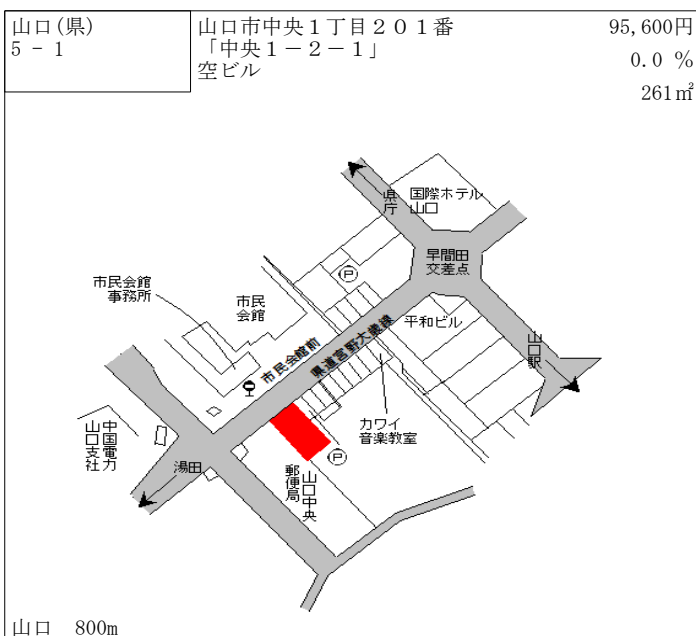 山口(県)
5 － 1
山口市中央１丁目２０１番
「中央１－２－１」
空ビル
95,600円
0.0 %
261㎡
県庁
国際ホテル
山口
早間田
交差点
Ⓟ
市民会館
事務所
市民
会館
市民会館前
県道宮野大歳線
平和ビル
山口駅
カワイ
音楽教室
中国電力
山口支社
湯田
山口中央
郵便局
Ⓟ
山口　800m